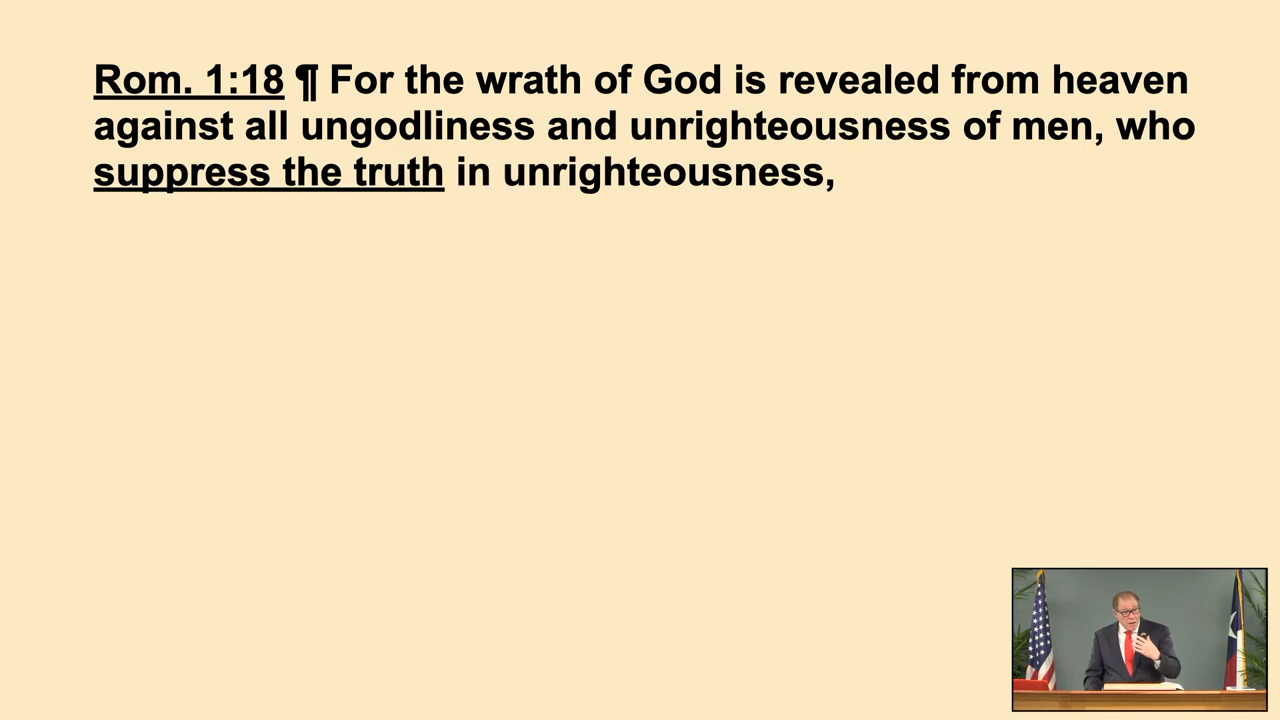 Rom. 1:18 ¶ For the wrath of God is revealed from heaven
against all ungodliness and unrighteousness of men, who
suppress the truth in unrighteousness,